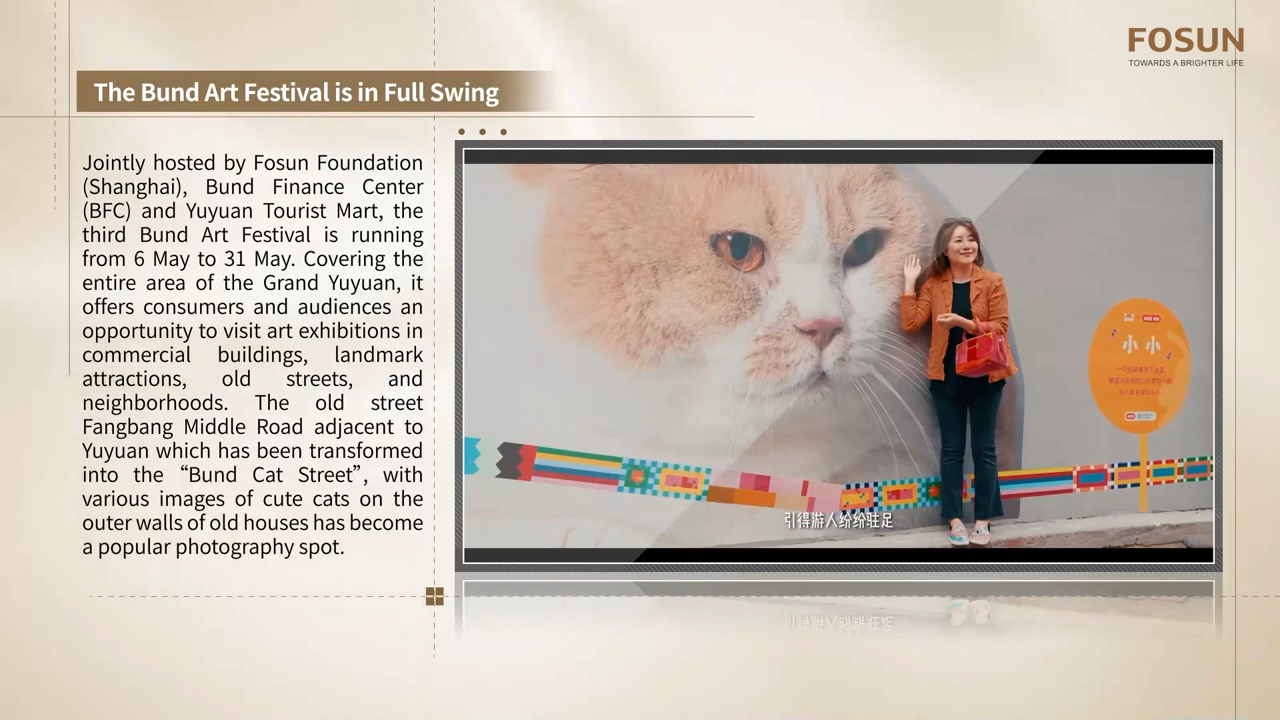 FOSUN
TOWARDS A BRIGHTER LIFE
The Bund Art Festival is in Full Swing
Jointly hosted by Fosun Foundation
(Shanghai), Bund Finance Center
(BFC) and Yuyuan Tourist Mart, the
third Bund Art Festival is running
from 6 May to 31 May. Covering the
entire area of the Grand Yuyuan, it
offers consumers and audiences an
opportunity to visit art exhibitions in
commercial buildings, landmark
attractions, old streets, and
neighborhoods. The old street
Fangbang Middle Road adjacent to
Yuyuan which has been transformed
into the “Bund Cat Street”, with
various images of cute cats on the
outer walls of old houses has become
a popular photography spot.
小小
引得游人纷纷驻足